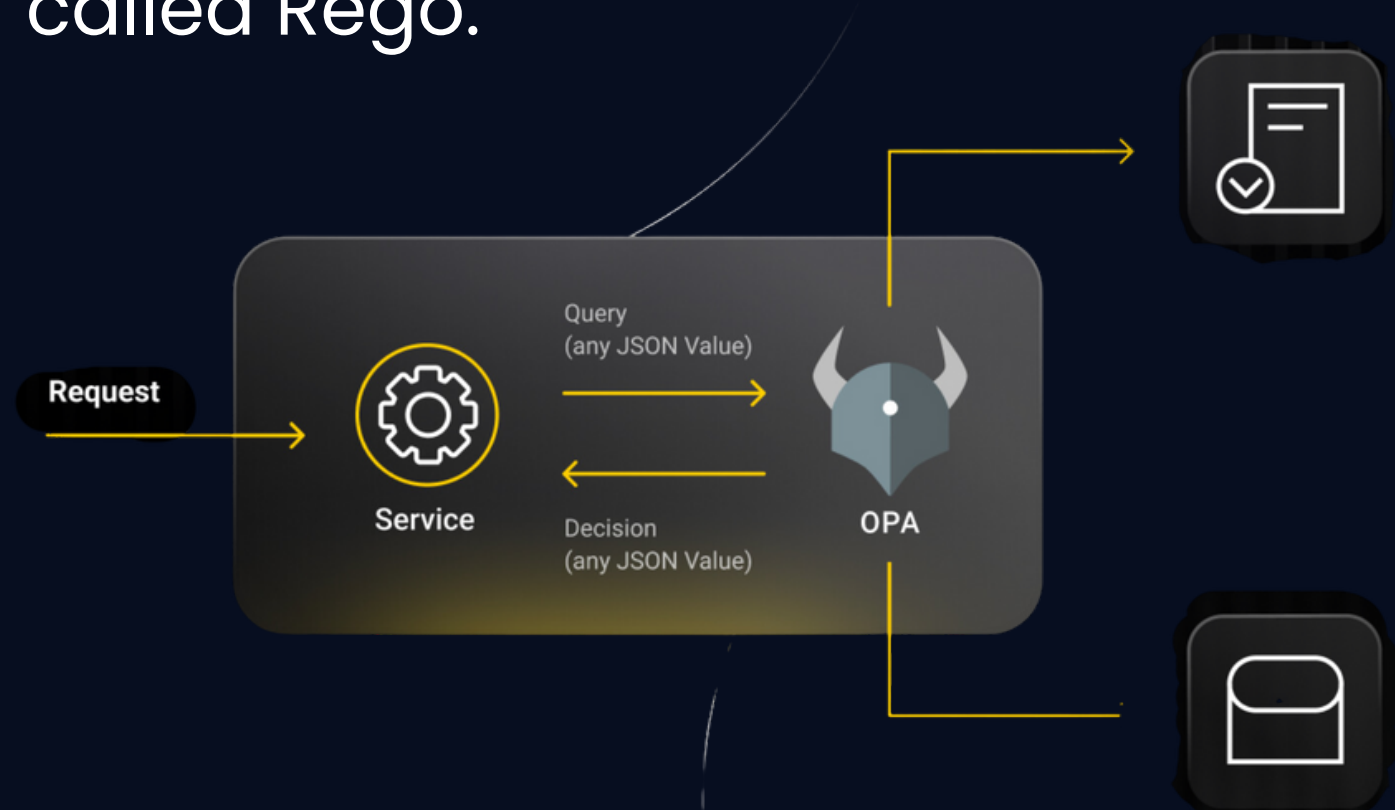 called Rego.
Request
Query
(any JSON Value)
Service
Decision
(any JSON Value)
OPA